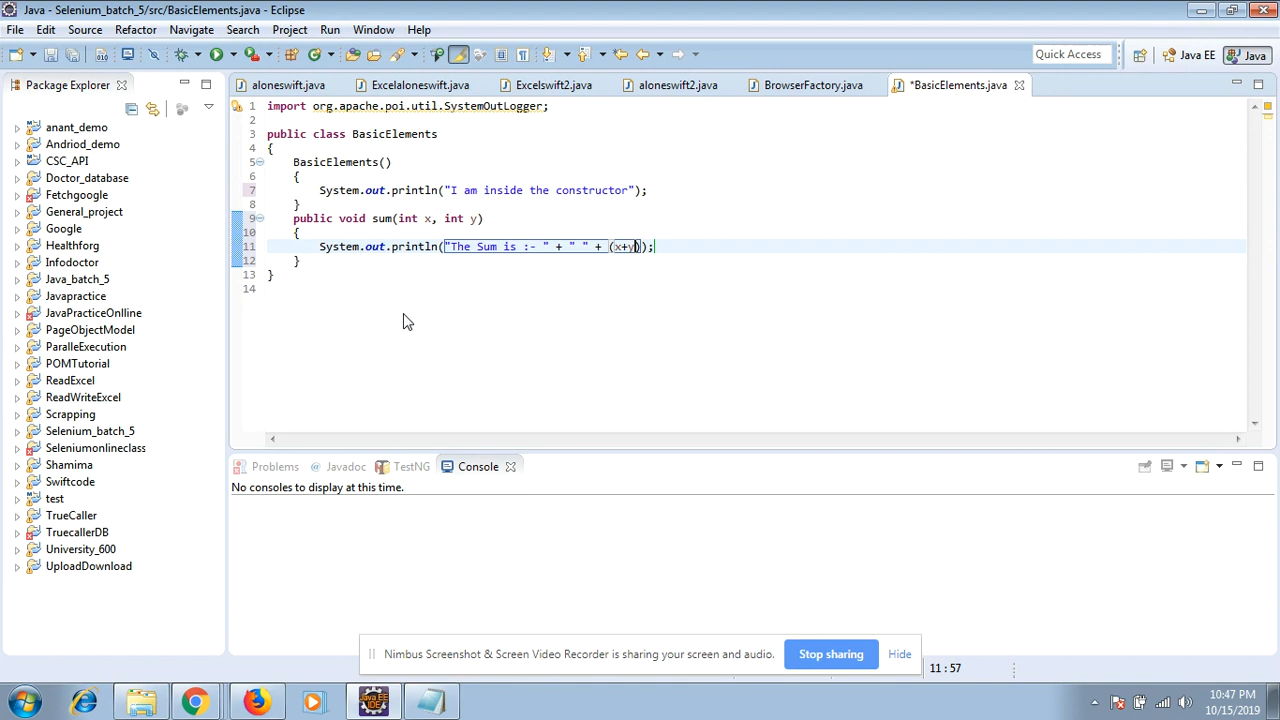 Java - Selenium_batch_5/src/BasicElements.java - Eclipse
File Edit Source Refactor Navigate Search Project Run Window Help
Quick Access Java EE Java
Package Explorer
aloneswift.java Excelaloneswift.java Excelswift2.java aloneswift2.java BrowserFactory.java *BasicElements.java
anant_demo
Andriod_demo
CSC_API
Doctor_database
Fetchgoogle
General_project
Google
Healthforg
Infodoctor
Java_batch_5
Javapractice
JavaPracticeOnlline
PageObjectModel
ParalleExecution
POMTutorial
ReadExcel
ReadWriteExcel
Scrapping
Selenium_batch_5
Seleniumonlineclass
Shamima
Swiftcode
test
TrueCaller
TruecallerDB
University_600
UploadDownload
1 import org.apache.poi.util.SystemOutLogger;
2
3 public class BasicElements
4 {
5 BasicElements()
6 {
7 System.out.println("I am inside the constructor");
8 }
9 public void sum(int x, int y)
10 {
11 System.out.println("The Sum is :- " + " " + (x+y));
12 }
13 }
14
Problems @ Javadoc TestNG Console
No consoles to display at this time.
Nimbus Screenshot & Screen Video Recorder is sharing your screen and audio. Stop sharing Hide
11 : 57
10:47 PM
10/15/2019